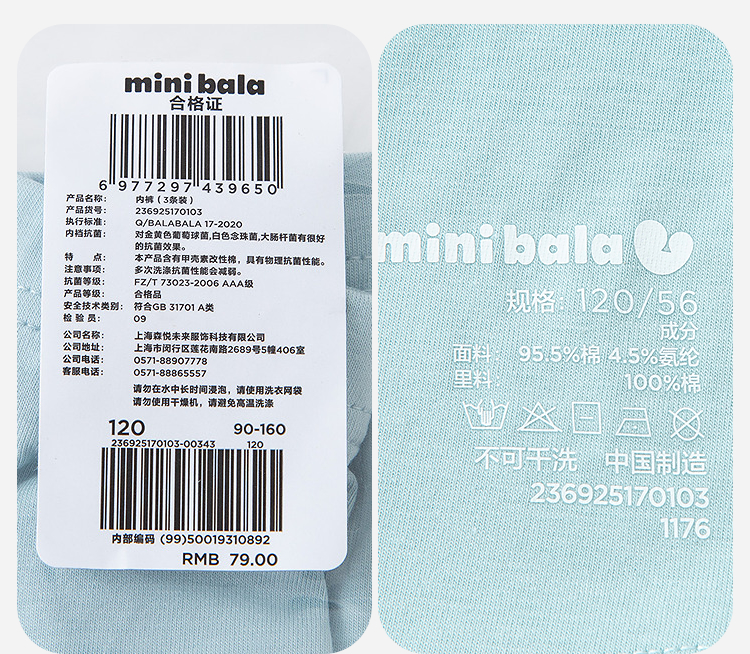 mini bala
合格证
6 977297 439650
产品名称： 内裤（3条装）
产品货号： 236925170103
执行标准： Q/BALABALA 17-2020
内裆抗菌： 对金黄色葡萄球菌,白色念珠菌,大肠杆菌有很好
的抗菌效果。
特 点： 本产品含有甲壳素改性棉，具有物理抗菌性能。
注意事项： 多次洗涤抗菌性能会减弱。
抗菌等级： FZ/T 73023-2006 AAA级
产品等级： 合格品
安全技术类别： 符合GB 31701 A类
检 验 员： 09
公司名称： 上海森悦未来服饰科技有限公司
公司地址： 上海市闵行区莲花南路2689号5幢406室
公司电话： 0571-88907778
客服电话： 0571-88865557
请勿在水中长时间浸泡，请使用洗衣网袋
请勿使用干燥机，请避免高温洗涤
120 90-160
236925170103-00343 120
内部编码 (99)50019310892
RMB 79.00
mini bala
规格: 120/56
成分
面料: 95.5%棉 4.5%氨纶
里料: 100%棉
不可干洗 中国制造
236925170103
1176